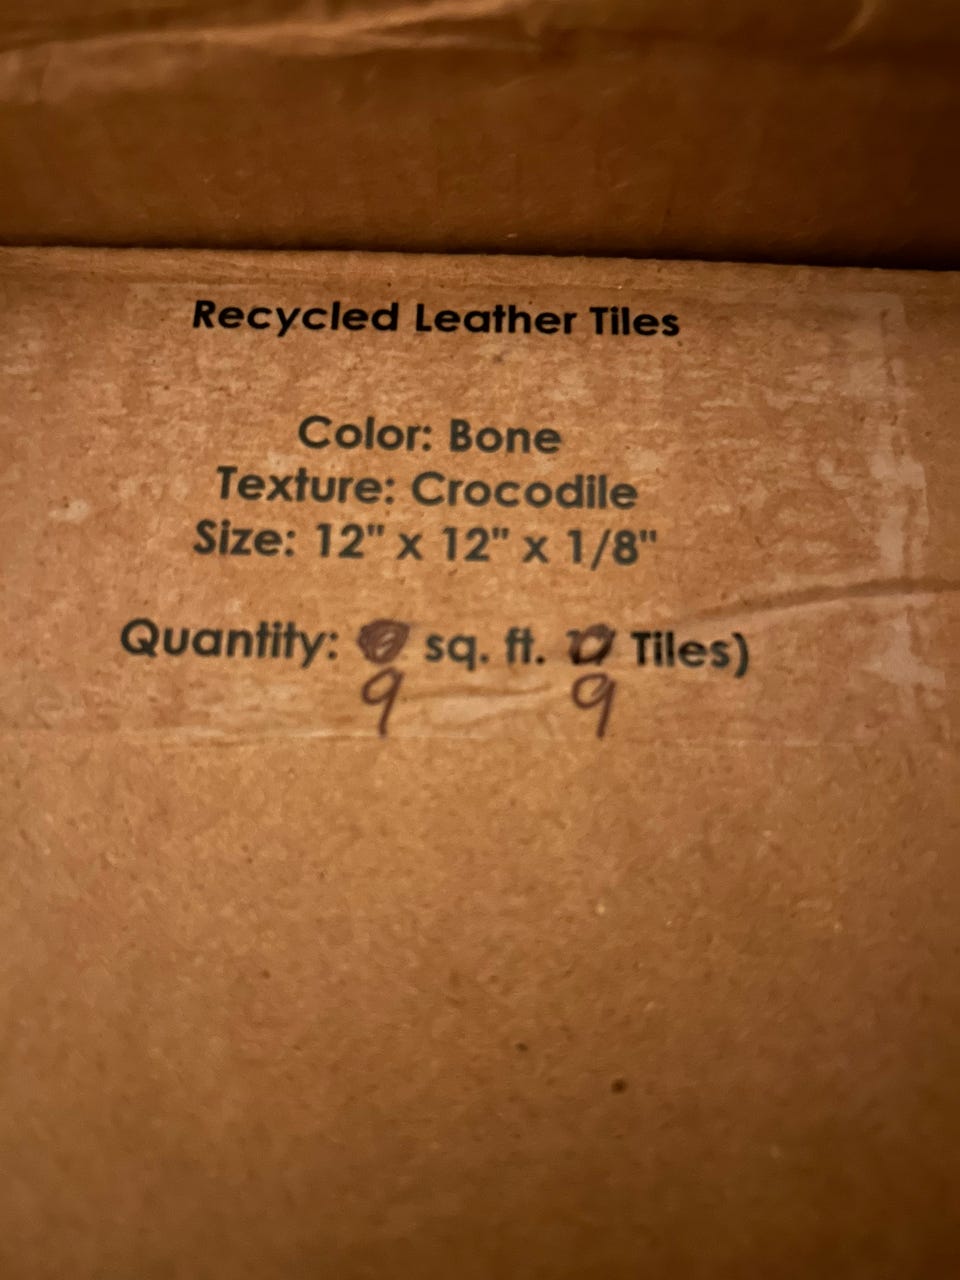 Recycled Leather Tiles
Color: Bone
Texture: Crocodile
Size: 12" x 12" x 1/8"
Quantity: sq. ft. Tiles)
9 9